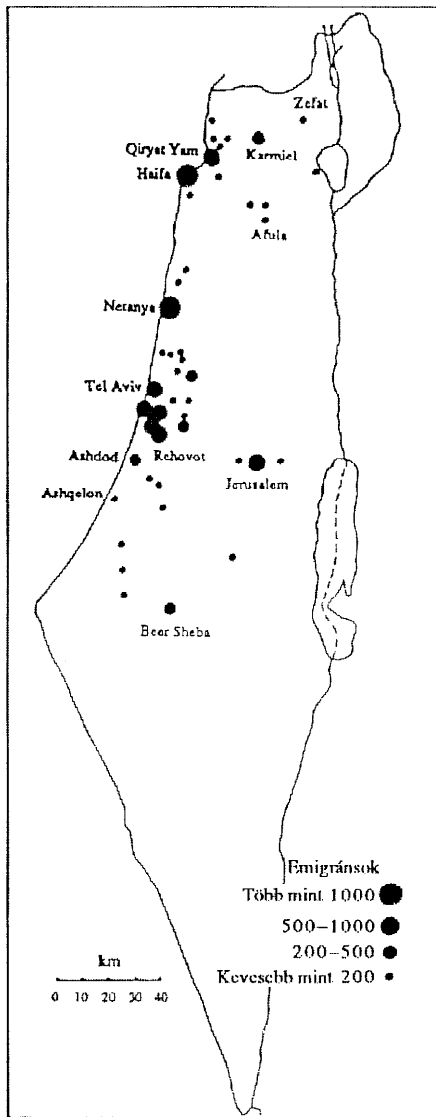 Zefat
Qiryat Yam
Karmiel
Haifa
Afula
Netanya
Tel Aviv
Ashdod
Rehovot
Jerusalem
Ashqelon
Beer Sheba
Emigránsok
Több mint 1000
500–1000
200–500
Kevesebb mint 200
km
0 10 20 30 40